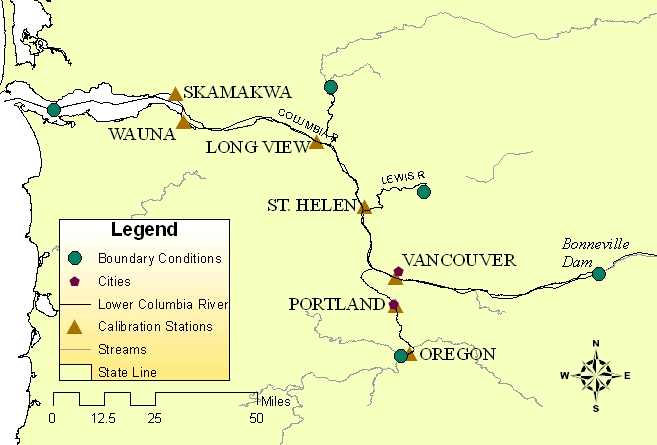 SKAMAKWA
COLUMBIA R
WAUNA
LONG VIEW
LEWIS R
ST. HELEN
Bonneville
Dam
VANCOUVER
PORTLAND
OREGON
Legend
Boundary Conditions
Cities
Lower Columbia River
Calibration Stations
Streams
State Line
Miles
0 12.5 25 50
N
W E
S